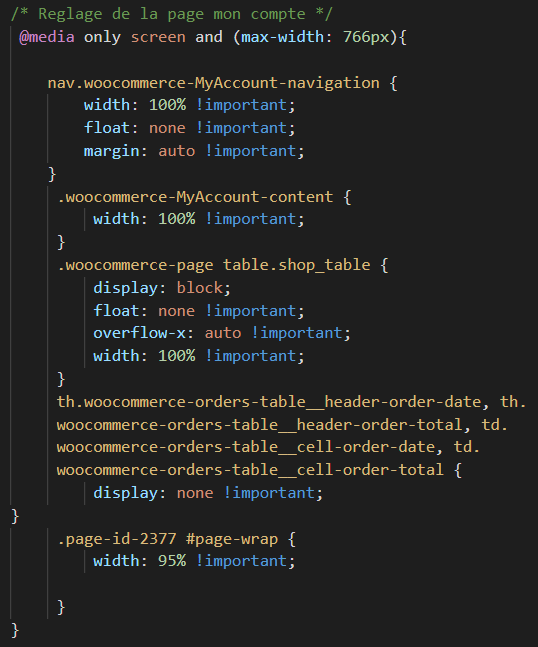 /* Reglage de la page mon compte */
@media only screen and (max-width: 766px){
nav.woocommerce-MyAccount-navigation {
width: 100% !important;
float: none !important;
margin: auto !important;
}
.woocommerce-MyAccount-content {
width: 100% !important;
}
.woocommerce-page table.shop_table {
display: block;
float: none !important;
overflow-x: auto !important;
width: 100% !important;
}
th.woocommerce-orders-table__header-order-date, th.
woocommerce-orders-table__header-order-total, td.
woocommerce-orders-table__cell-order-date, td.
woocommerce-orders-table__cell-order-total {
display: none !important;
}
.page-id-2377 #page-wrap {
width: 95% !important;
}
}